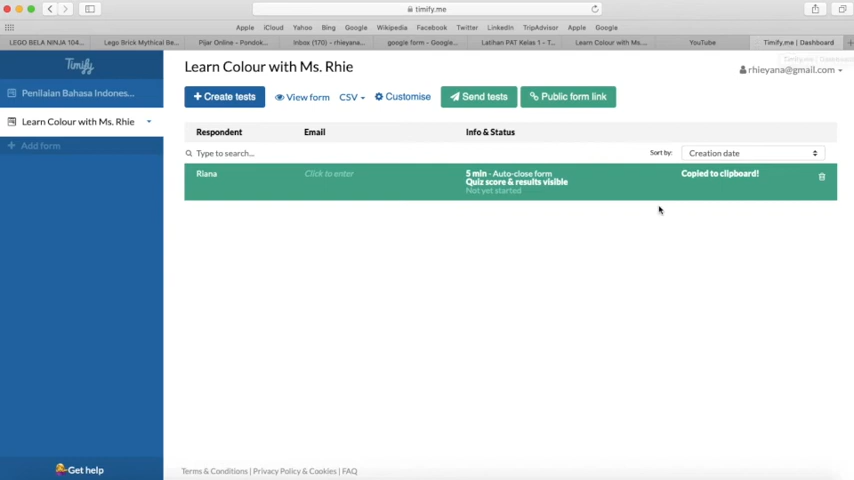 timify.me
Apple iCloud Yahoo Bing Google Wikipedia Facebook Twitter LinkedIn TripAdvisor Apple Google
LEGO BELA NINJA 104... Lego Brick Mythical Be... Pijar Online - Pondok... Inbox (170) - rhieyana... google form - Google... Latihan PAT Kelas 1 - T... Learn Colour with Ms.... YouTube Timify.me | Dashboard
Timify
Learn Colour with Ms. Rhie
rhieyana@gmail.com
Penilaian Bahasa Indones...
+ Create tests View form CSV Customise Send tests Public form link
Learn Colour with Ms. Rhie
Respondent Email Info & Status
+ Add form
Type to search... Sort by: Creation date
Riana Click to enter 5 min - Auto-close form Copied to clipboard!
Quiz score & results visible
Not yet started
Get help
Terms & Conditions | Privacy Policy & Cookies | FAQ